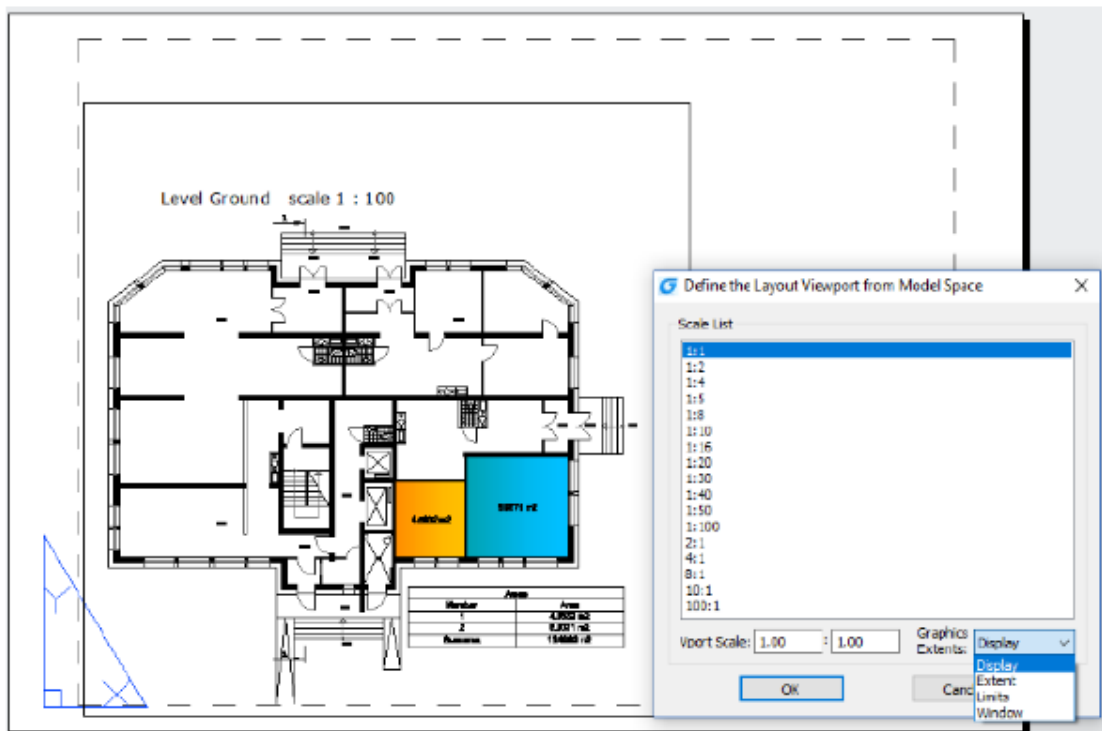 Level Ground scale 1 : 100
Define the Layout Viewport from Model Space
Scale List
1:1
1:2
1:4
1:5
1:8
1:10
1:16
1:20
1:30
1:40
1:50
1:100
2:1
4:1
8:1
10:1
100:1
Vport Scale: 1.00 : 1.00
Graphics Extents: Display
Display
Extent
Limits
Window
OK
Canc
Y
X
Areas
Number Area
1
2